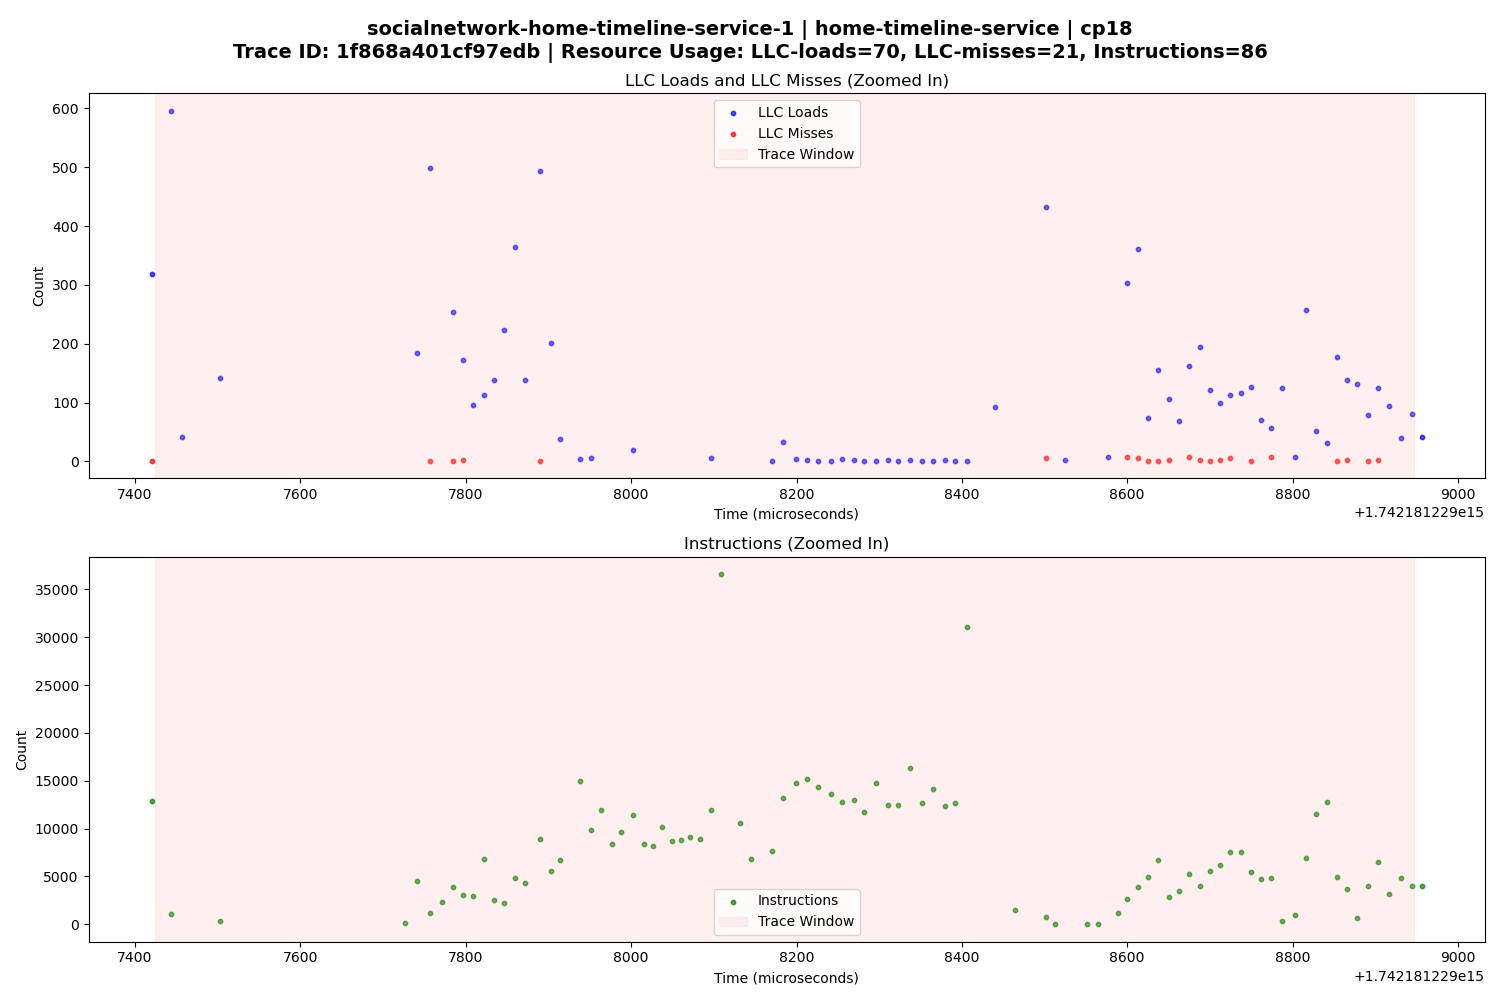 socialnetwork-home-timeline-service-1 | home-timeline-service | cp18
Trace ID: 1f868a401cf97edb | Resource Usage: LLC-loads=70, LLC-misses=21, Instructions=86
LLC Loads and LLC Misses (Zoomed In)
600
500
400
300
200
100
0
Count
LLC Loads
LLC Misses
Trace Window
7400 7600 7800 8000 8200 8400 8600 8800 9000
Time (microseconds)
+1.742181229e15
Instructions (Zoomed In)
35000
30000
25000
20000
15000
10000
5000
0
Count
Instructions
Trace Window
7400 7600 7800 8000 8200 8400 8600 8800 9000
Time (microseconds)
+1.742181229e15